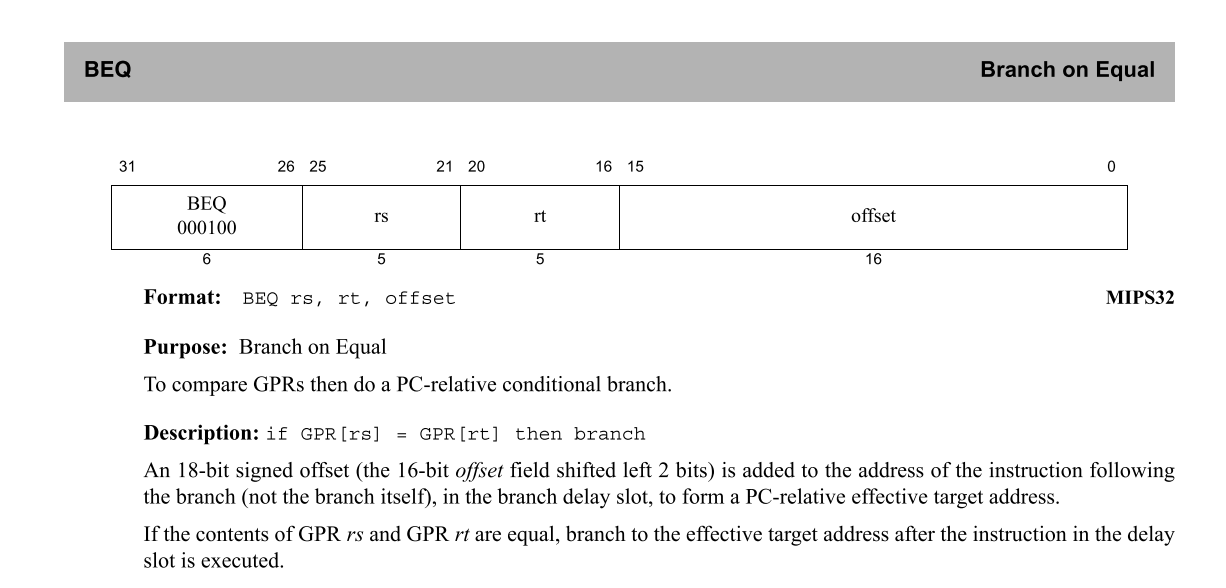 BEQ Branch on Equal
31 26 25 21 20 16 15 0
BEQ
000100
rs rt offset
6 5 5 16
Format: BEQ rs, rt, offset MIPS32
Purpose: Branch on Equal
To compare GPRs then do a PC-relative conditional branch.
Description: if GPR[rs] = GPR[rt] then branch
An 18-bit signed offset (the 16-bit offset field shifted left 2 bits) is added to the address of the instruction following
the branch (not the branch itself), in the branch delay slot, to form a PC-relative effective target address.
If the contents of GPR rs and GPR rt are equal, branch to the effective target address after the instruction in the delay
slot is executed.